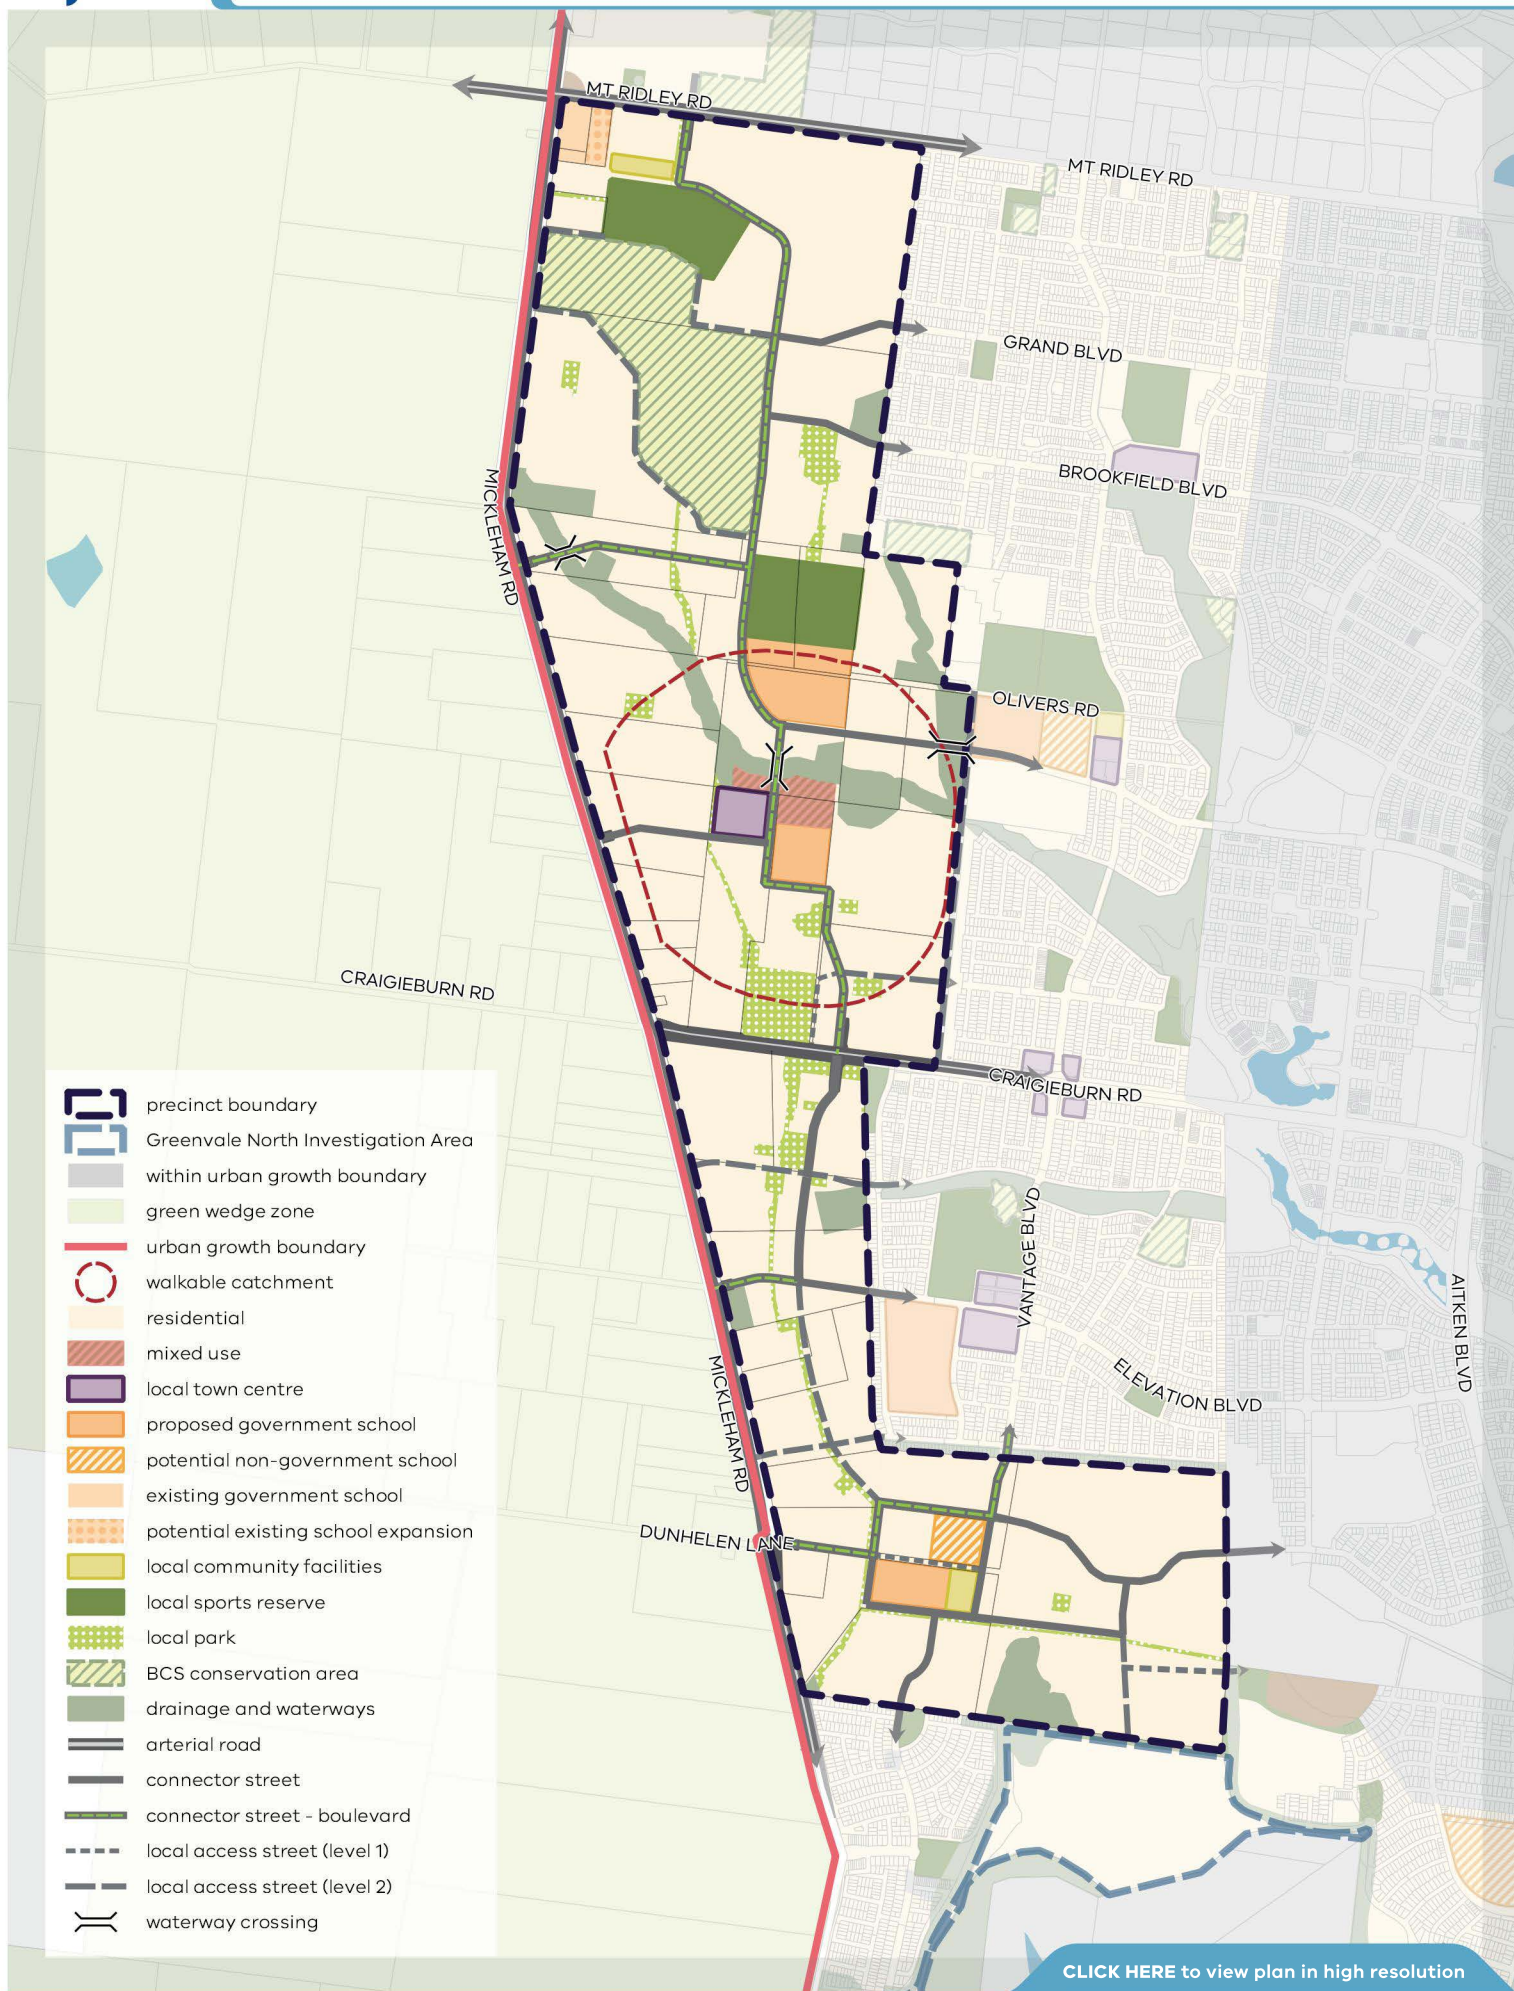 MT RIDLEY RD
MT RIDLEY RD
GRAND BLVD
BROOKFIELD BLVD
MICKLEHAM RD
OLIVERS RD
CRAIGIEBURN RD
CRAIGIEBURN RD
VANTAGE BLVD
AITKEN BLVD
ELEVATION BLVD
MICKLEHAM RD
DUNHELEN LANE
precinct boundary
Greenvale North Investigation Area
within urban growth boundary
green wedge zone
urban growth boundary
walkable catchment
residential
mixed use
local town centre
proposed government school
potential non-government school
existing government school
potential existing school expansion
local community facilities
local sports reserve
local park
BCS conservation area
drainage and waterways
arterial road
connector street
connector street - boulevard
local access street (level 1)
local access street (level 2)
waterway crossing
CLICK HERE to view plan in high resolution